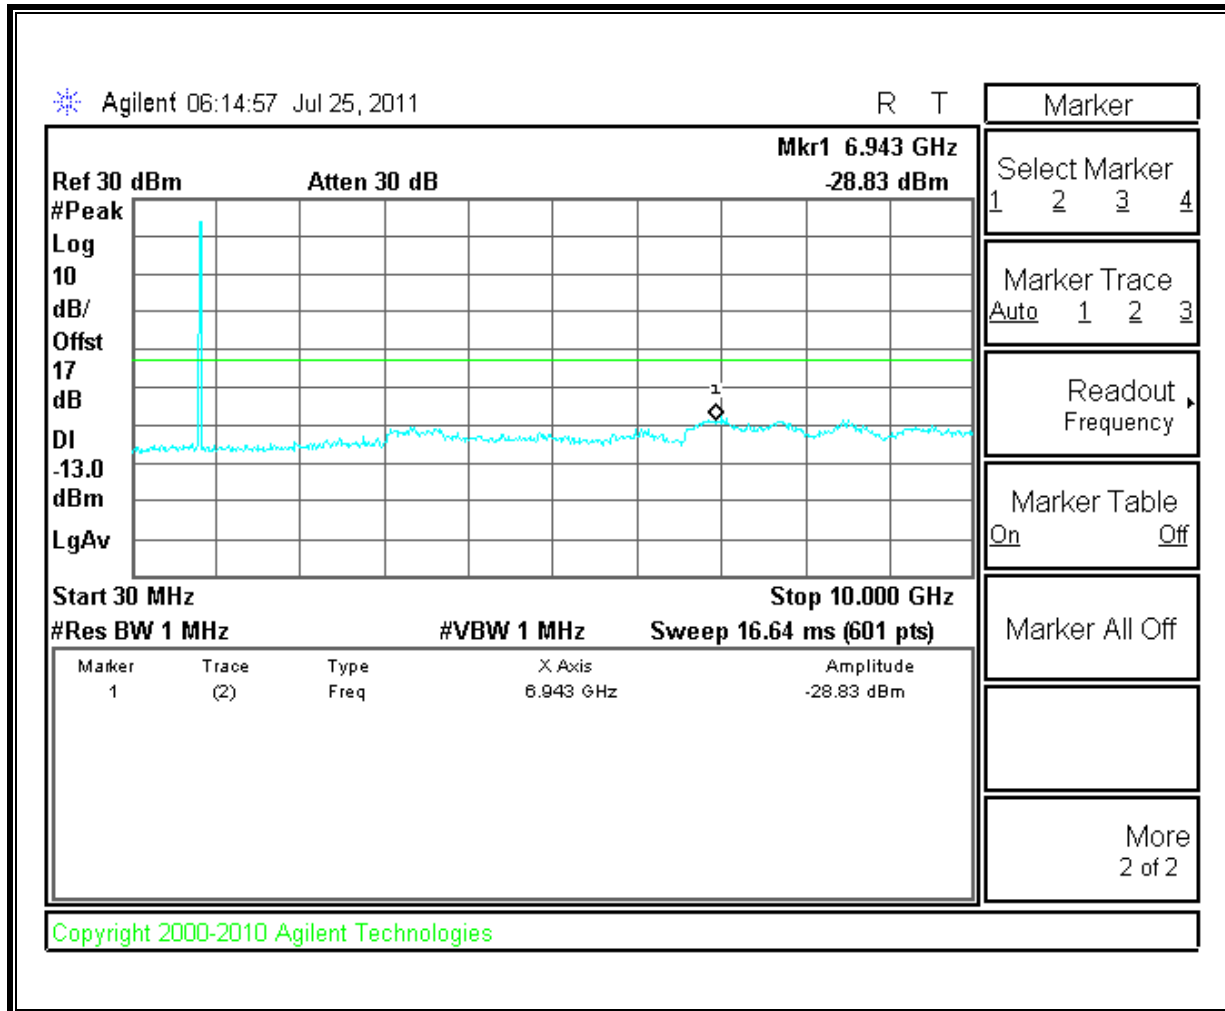 Agilent 06:14:57 Jul 25, 2011 R T
Mkr1 6.943 GHz
Ref 30 dBm Atten 30 dB -28.83 dBm
#Peak
Log
10
dB/
Offst
17
dB
DI
-13.0
dBm
LgAv
1
Start 30 MHz Stop 10.000 GHz
#Res BW 1 MHz #VBW 1 MHz Sweep 16.64 ms (601 pts)
Marker Trace Type X Axis Amplitude
1 (2) Freq 6.943 GHz -28.83 dBm
Marker
Select Marker
1 2 3 4
Marker Trace
Auto 1 2 3
Readout
Frequency
Marker Table
On Off
Marker All Off
More
2 of 2
Copyright 2000-2010 Agilent Technologies